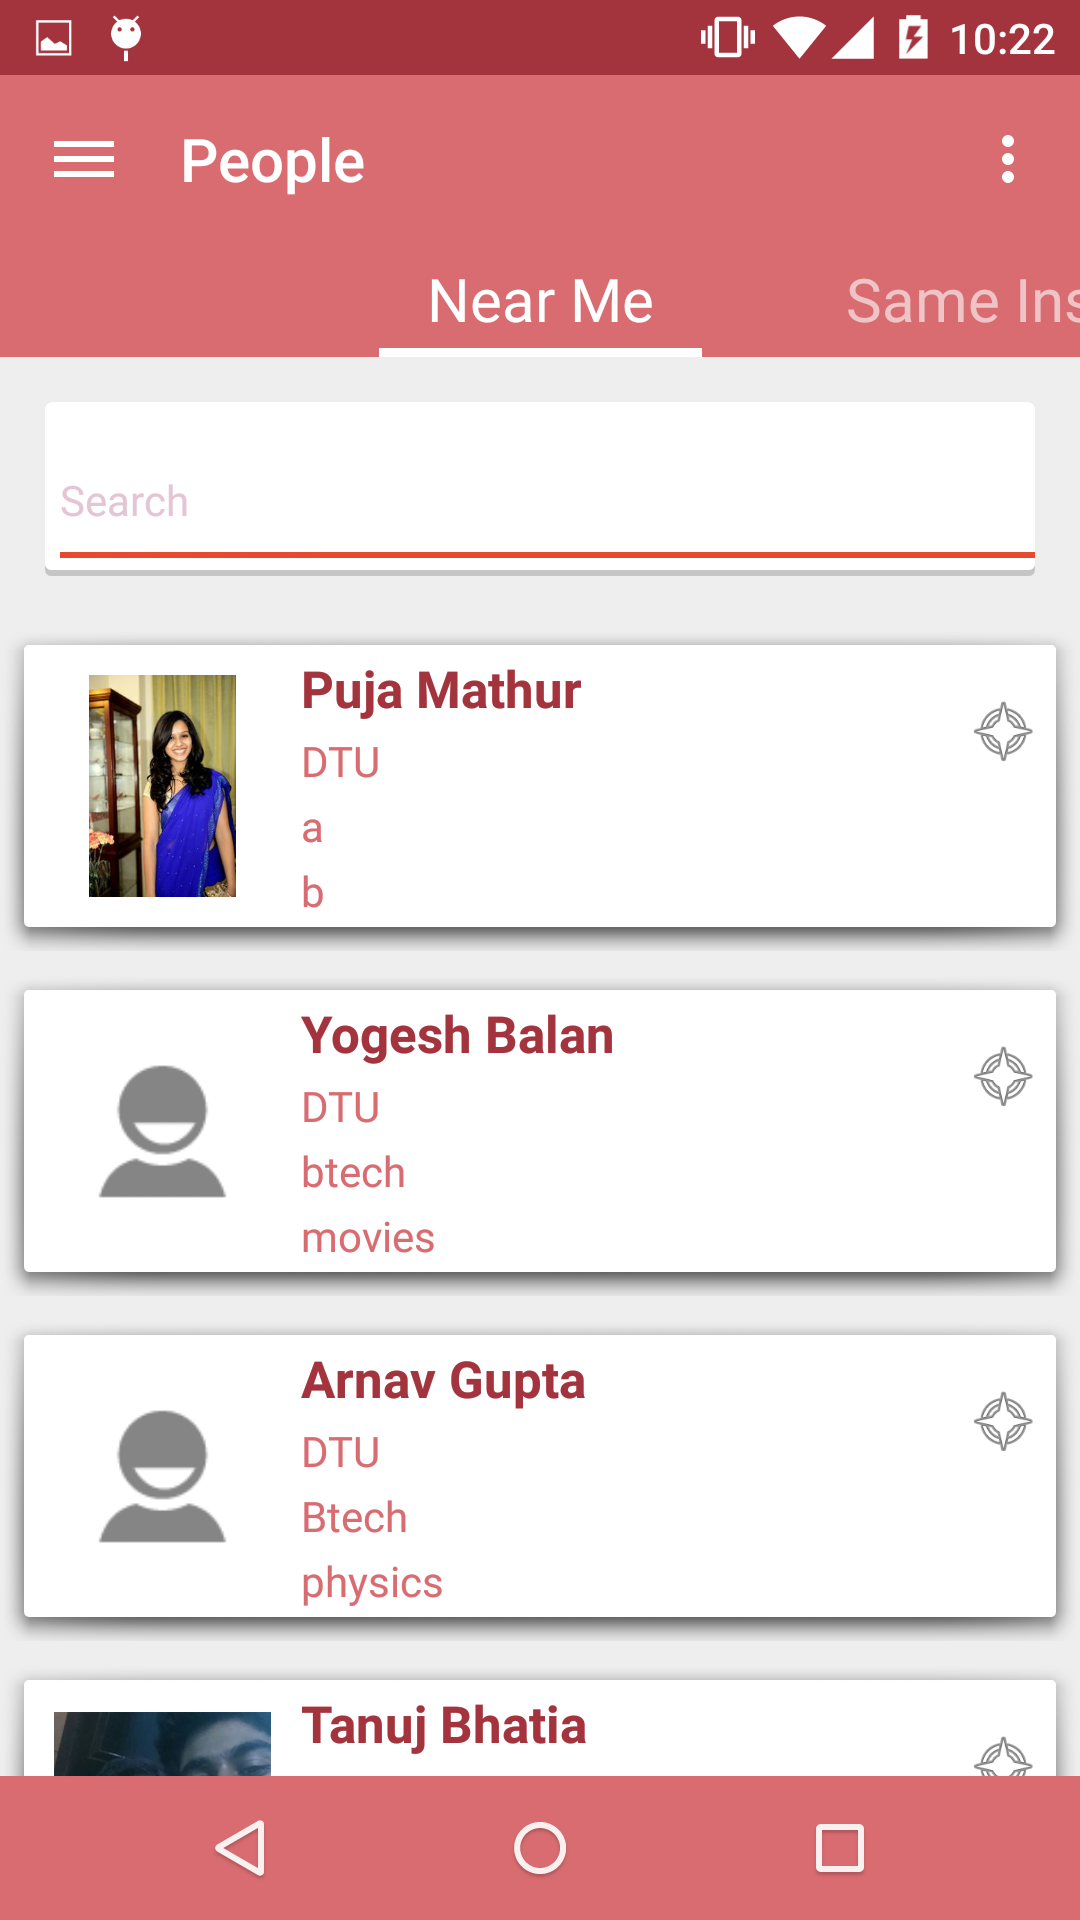 10:22
People
Near Me
Same Ins
Search
Puja Mathur
DTU
a
b
Yogesh Balan
DTU
btech
movies
Arnav Gupta
DTU
Btech
physics
Tanuj Bhatia